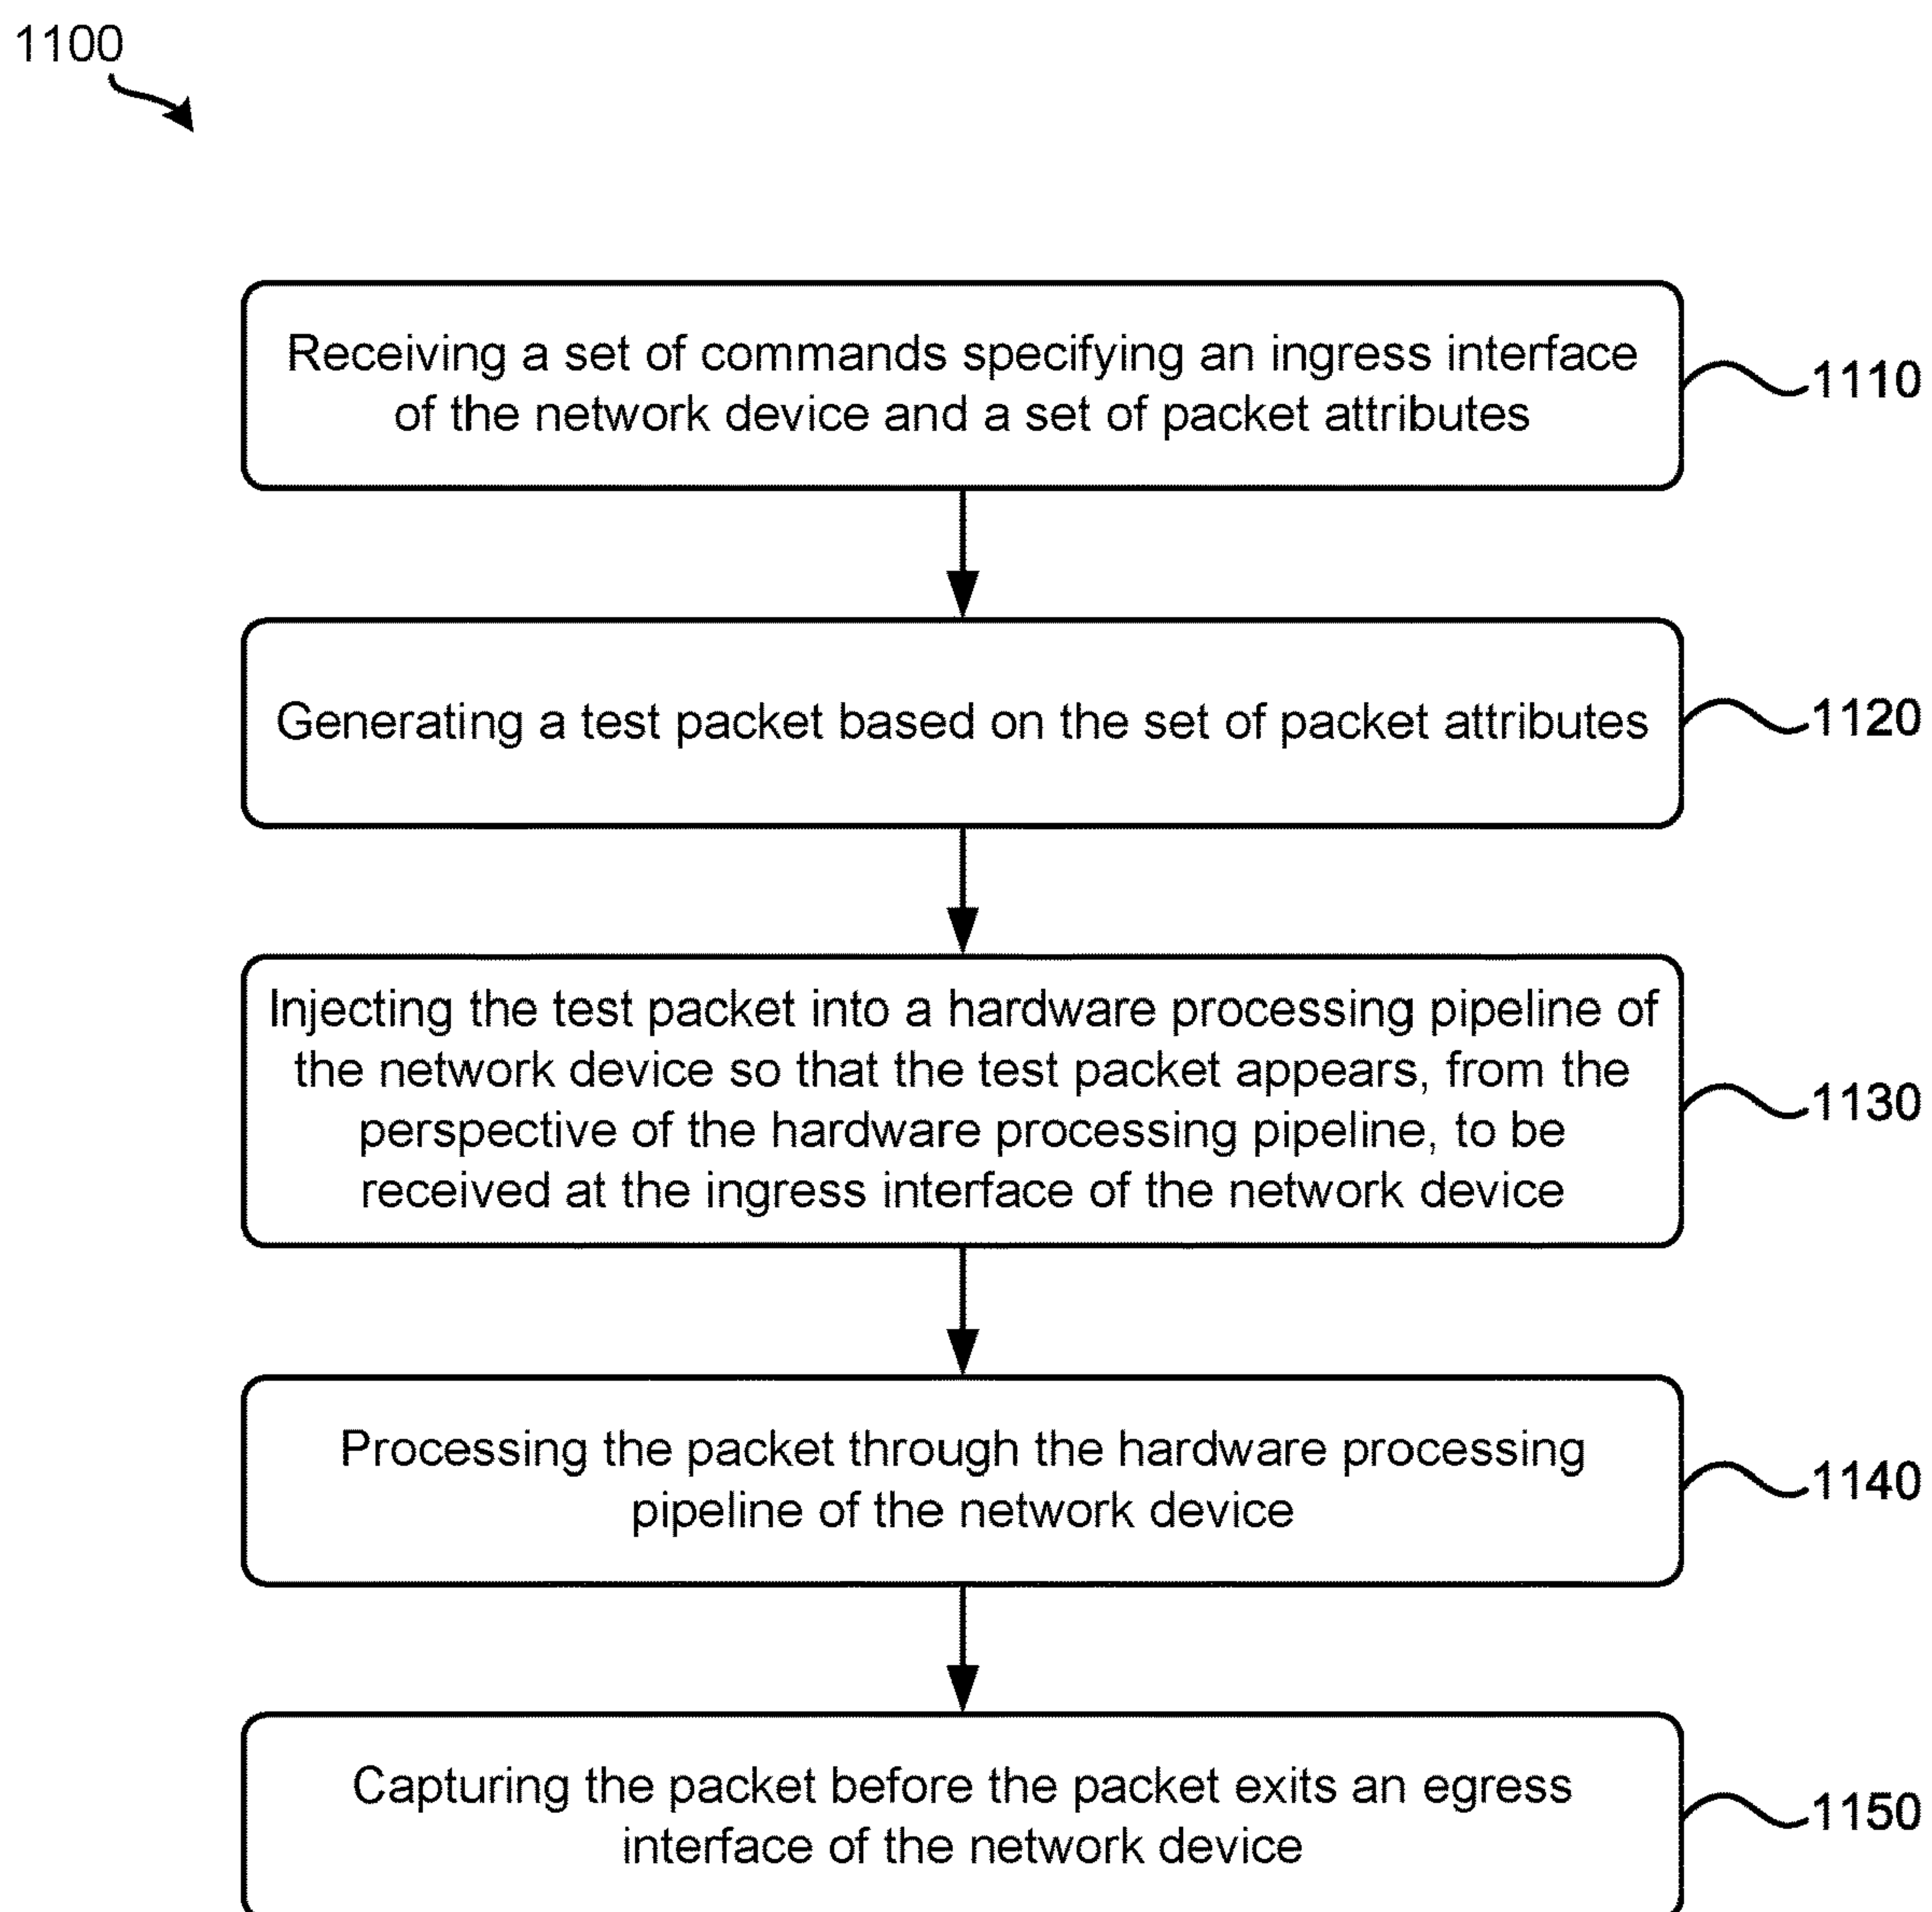 1100
Receiving a set of commands specifying an ingress interface
of the network device and a set of packet attributes
1110
Generating a test packet based on the set of packet attributes
1120
Injecting the test packet into a hardware processing pipeline of
the network device so that the test packet appears, from the
perspective of the hardware processing pipeline, to be
received at the ingress interface of the network device
1130
Processing the packet through the hardware processing
pipeline of the network device
1140
Capturing the packet before the packet exits an egress
interface of the network device
1150